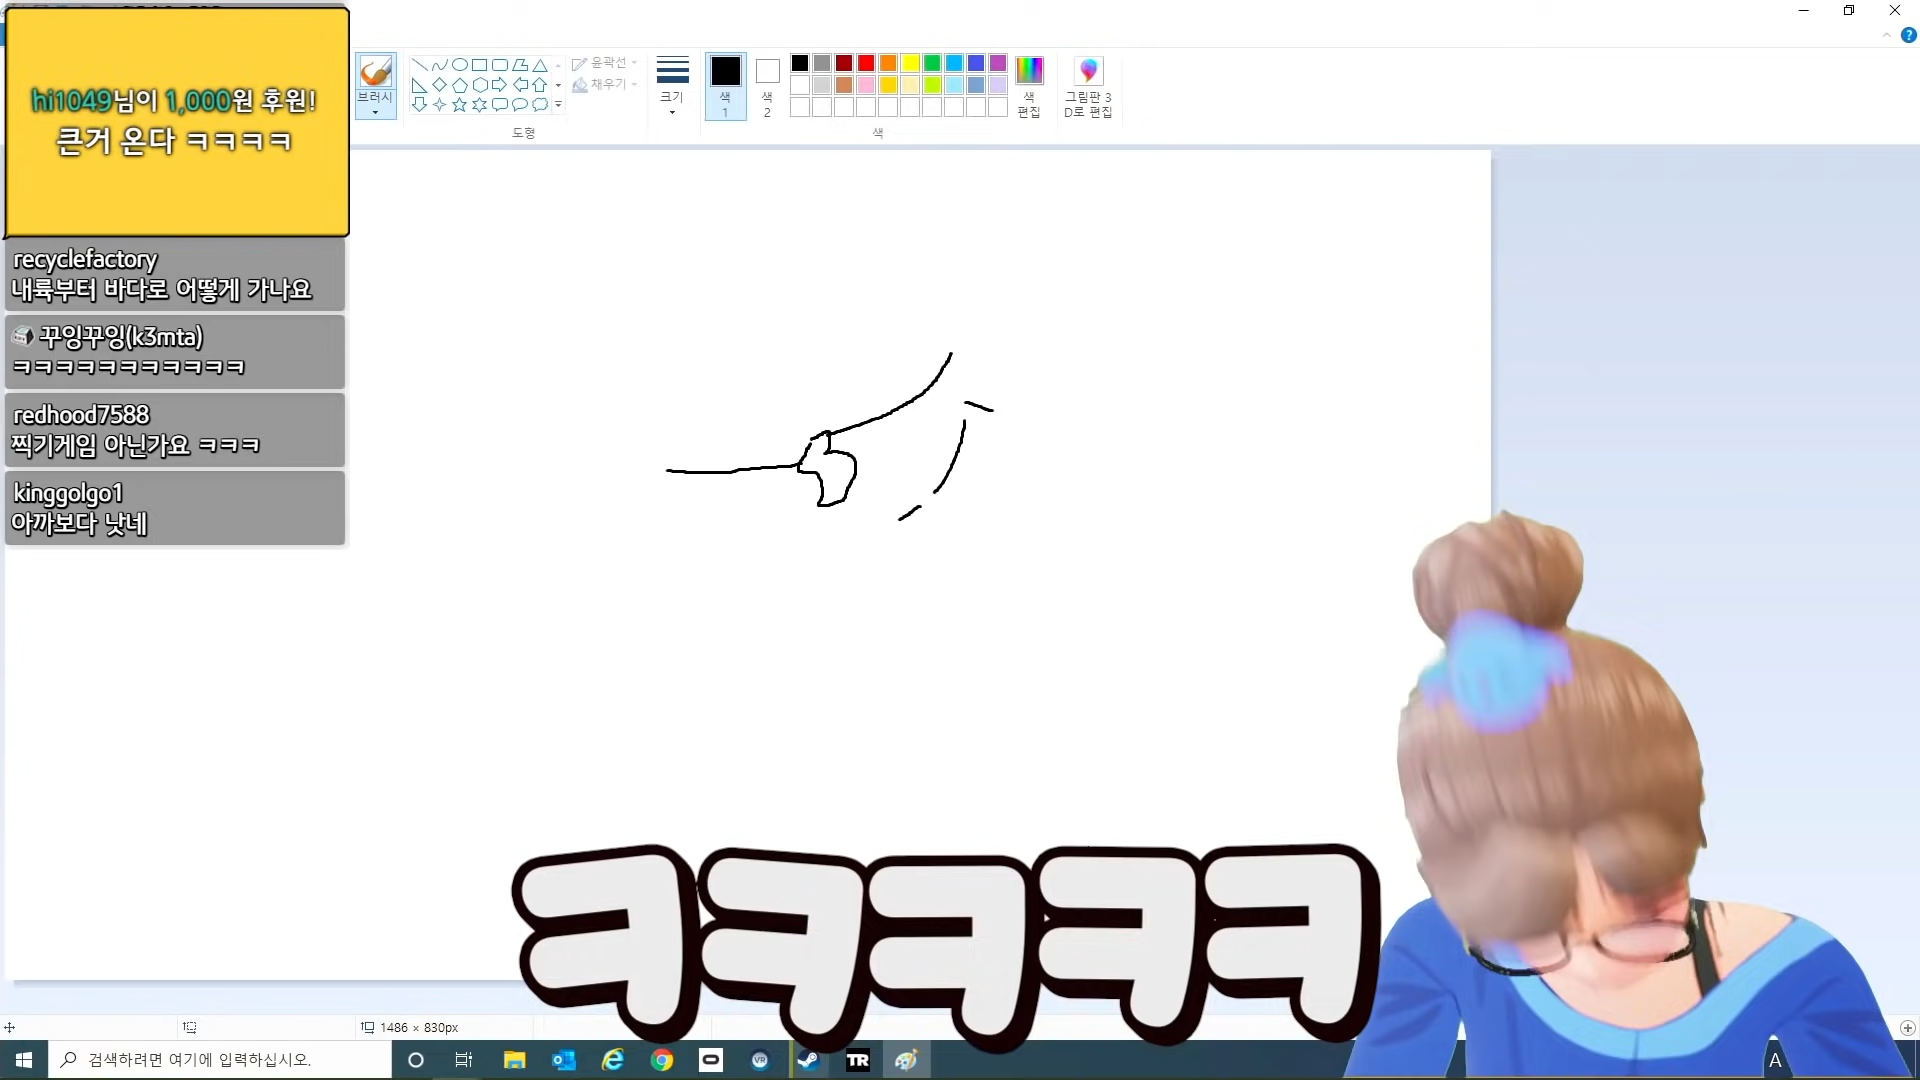 hi1049님이 1,000원 후원!
큰거 온다 ㅋㅋㅋㅋ
recyclefactory
내륙부터 바다로 어떻게 가나요
꾸잉꾸잉(k3mta)
ㅋㅋㅋㅋㅋㅋㅋㅋㅋㅋㅋ
redhood7588
찍기게임 아닌가요 ㅋㅋㅋ
kinggolgo1
아까보다 낫네
브러시
윤곽선
채우기
도형
크기
색
1
색
2
색
편집
그림판 3
D로 편집
색
ㅋㅋㅋㅋㅋ
1486 × 830px
검색하려면 여기에 입력하십시오.
VR
TR
A